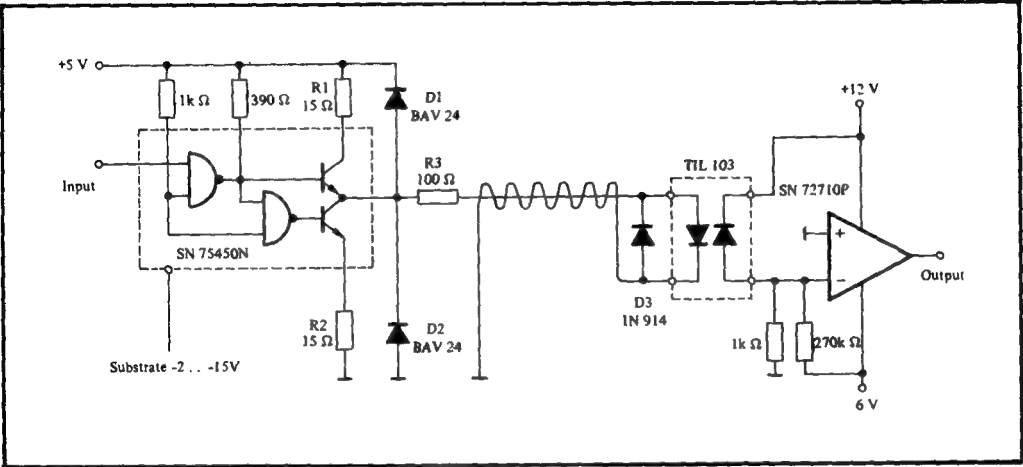 +5 V
1k Ω
390 Ω
R1
15 Ω
D1
BAV 24
Input
SN 75450N
R3
100 Ω
TIL 103
+12 V
SN 72710P
+
−
Output
D3
1N 914
R2
15 Ω
D2
BAV 24
1k Ω
270k Ω
Substrate -2 . . -15V
6 V